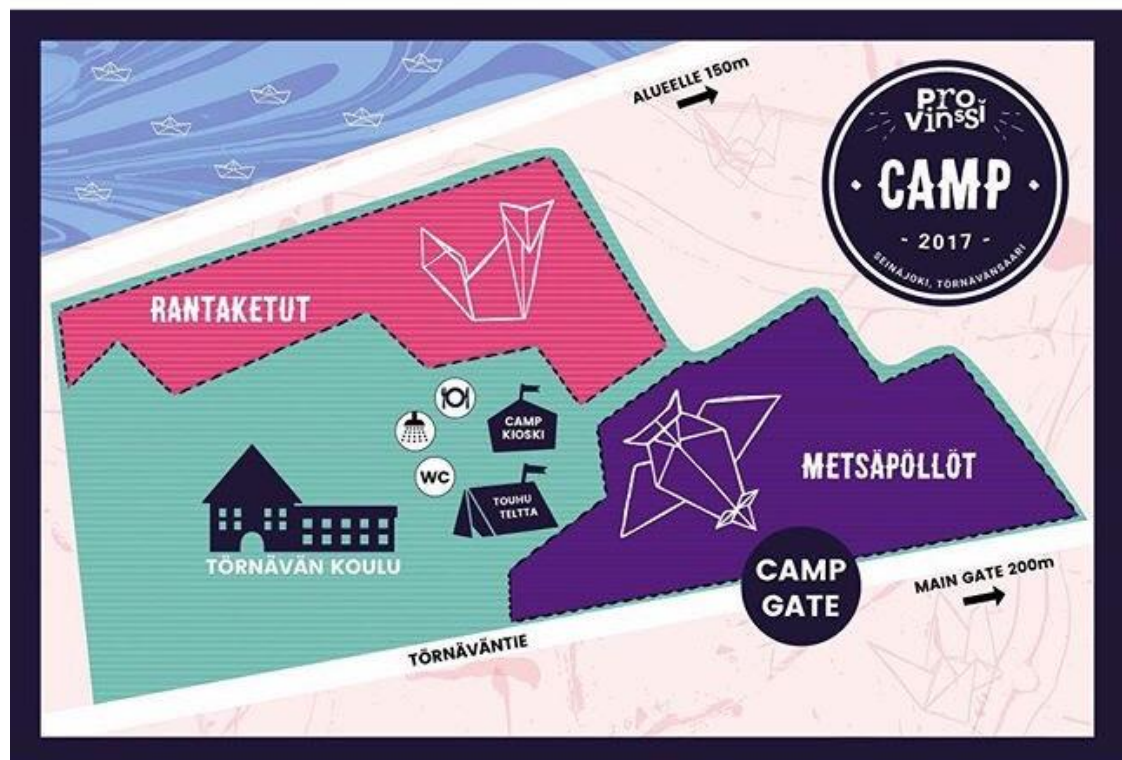 ALUEELLE 150m
pro
vinssi
CAMP
- 2017 -
SEINÄJOKI, TÖRNÄVÄNSAARI
RANTAKETUT
CAMP
KIOSKI
WC
TOUHU
TELTTA
METSÄPÖLLÖT
TÖRNÄVÄN KOULU
CAMP
GATE
MAIN GATE 200m
TÖRNÄVÄNTIE